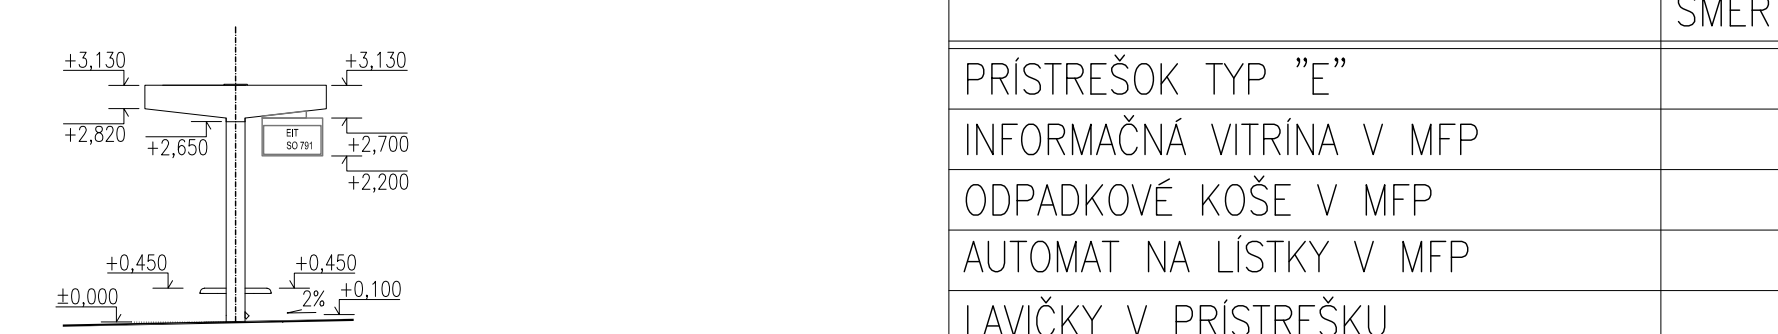 +3,130
+3,130
+2,820
+2,650
EIT
SO 791
+2,700
+2,200
+0,450
+0,450
±0,000
2%
+0,100
SMER
PRÍSTREŠOK TYP ”E”
INFORMAČNÁ VITRÍNA V MFP
ODPADKOVÉ KOŠE V MFP
AUTOMAT NA LÍSTKY V MFP
LAVIČKY V PRÍSTREŠKU